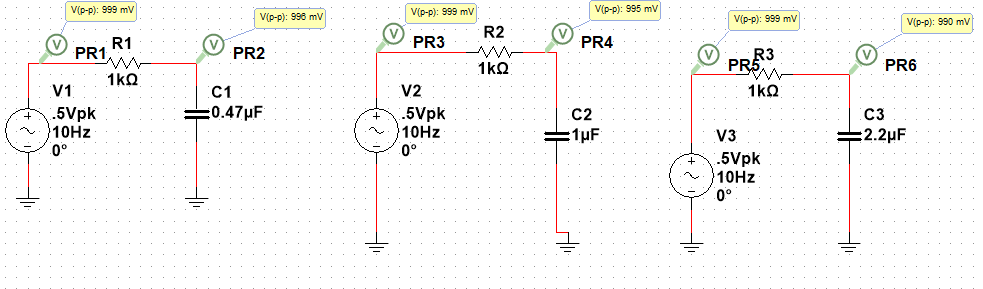 V(p-p): 999 mV
V
PR1
R1
1kΩ
V(p-p): 996 mV
V
PR2
V1
.5Vpk
10Hz
0°
C1
0.47µF
V(p-p): 999 mV
V
PR3
R2
1kΩ
V(p-p): 995 mV
V
PR4
V2
.5Vpk
10Hz
0°
C2
1µF
V(p-p): 999 mV
V
PR5
R3
1kΩ
V(p-p): 990 mV
V
PR6
V3
.5Vpk
10Hz
0°
C3
2.2µF